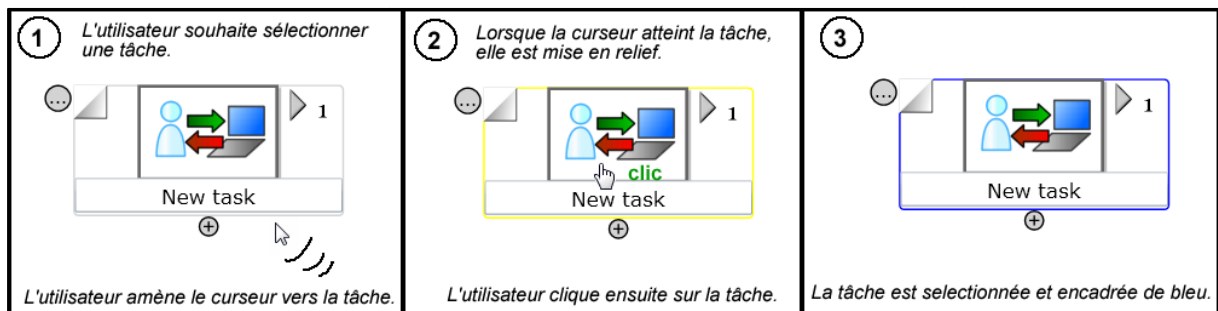 1
L'utilisateur souhaite sélectionner
une tâche.
...
1
New task
+
L'utilisateur amène le curseur vers la tâche.
2
Lorsque la curseur atteint la tâche,
elle est mise en relief.
...
1
clic
New task
+
L'utilisateur clique ensuite sur la tâche.
3
...
1
New task
+
La tâche est selectionnée et encadrée de bleu.